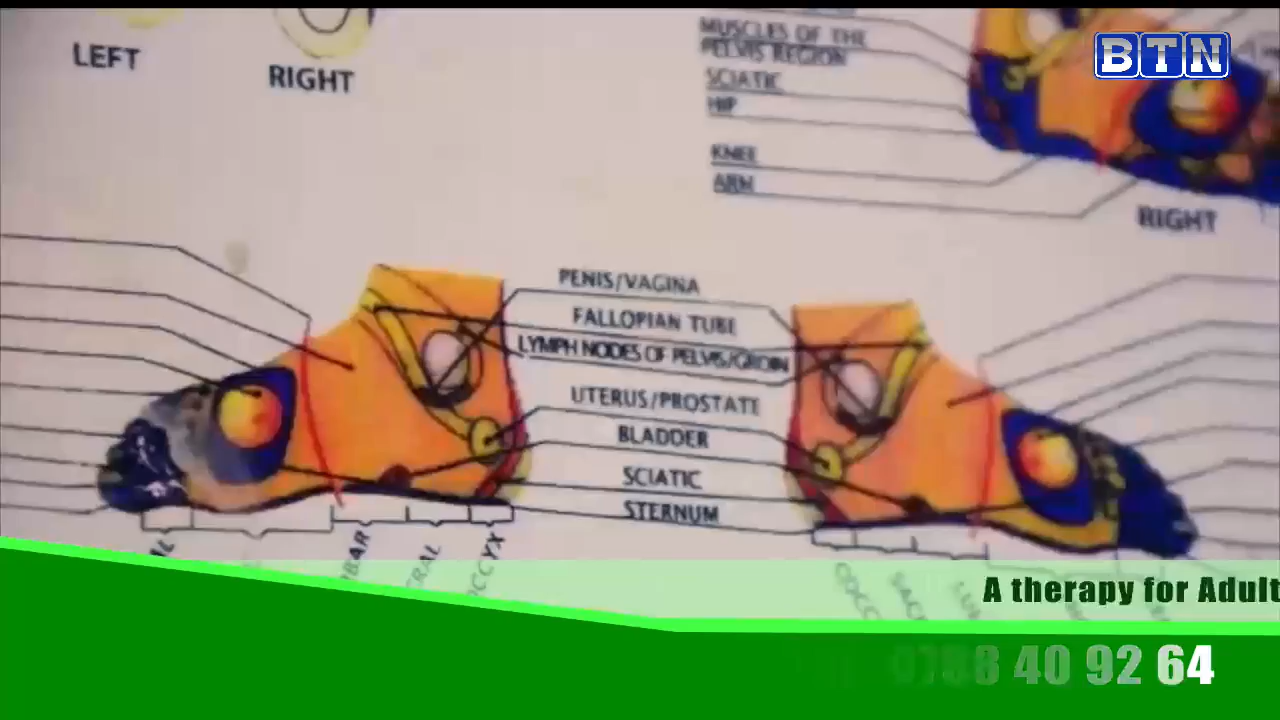 LEFT
RIGHT
MUSCLES OF THE
PELVIS REGION
SCIATIC
HIP
KNEE
ARM
BTN
RIGHT
PENIS/VAGINA
FALLOPIAN TUBE
LYMPH NODES OF PELVIS/GROIN
UTERUS/PROSTATE
BLADDER
SCIATIC
STERNUM
A therapy for Adult
0788 40 92 64